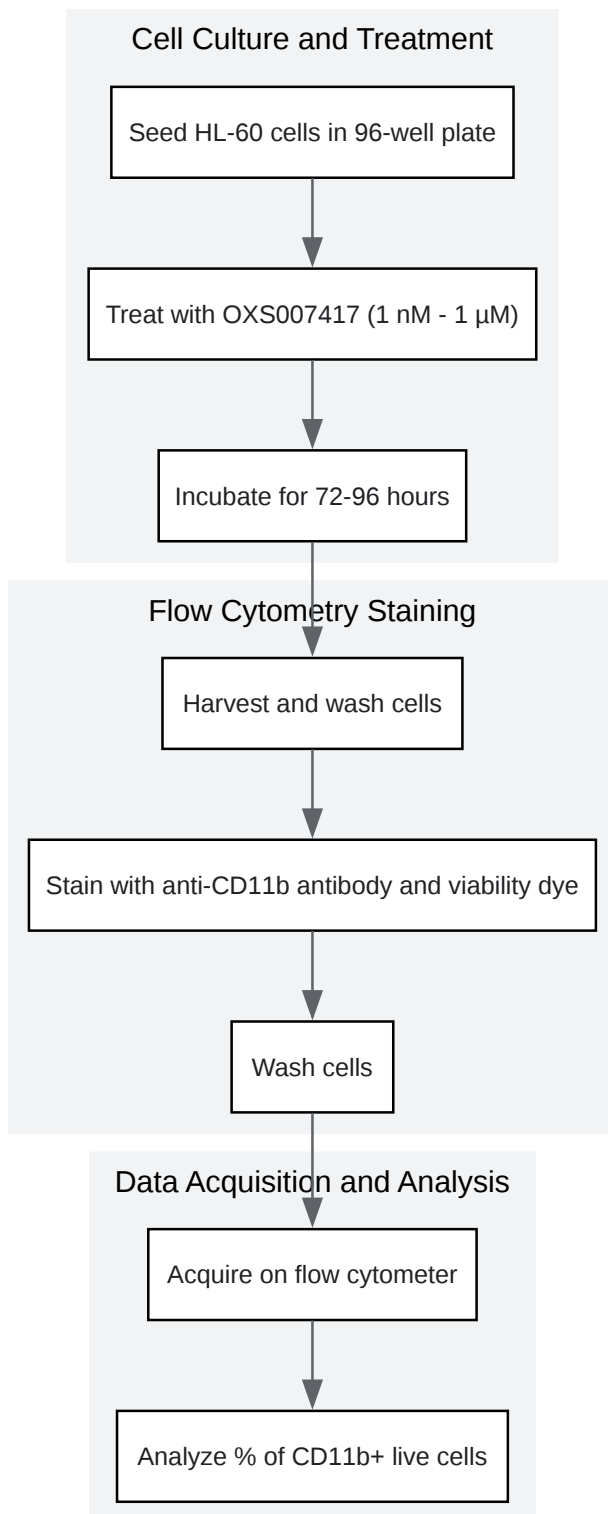 Cell Culture and Treatment
Seed HL-60 cells in 96-well plate
Treat with OXS007417 (1 nM - 1 µM)
Incubate for 72-96 hours
Flow Cytometry Staining
Harvest and wash cells
Stain with anti-CD11b antibody and viability dye
Wash cells
Data Acquisition and Analysis
Acquire on flow cytometer
Analyze % of CD11b+ live cells